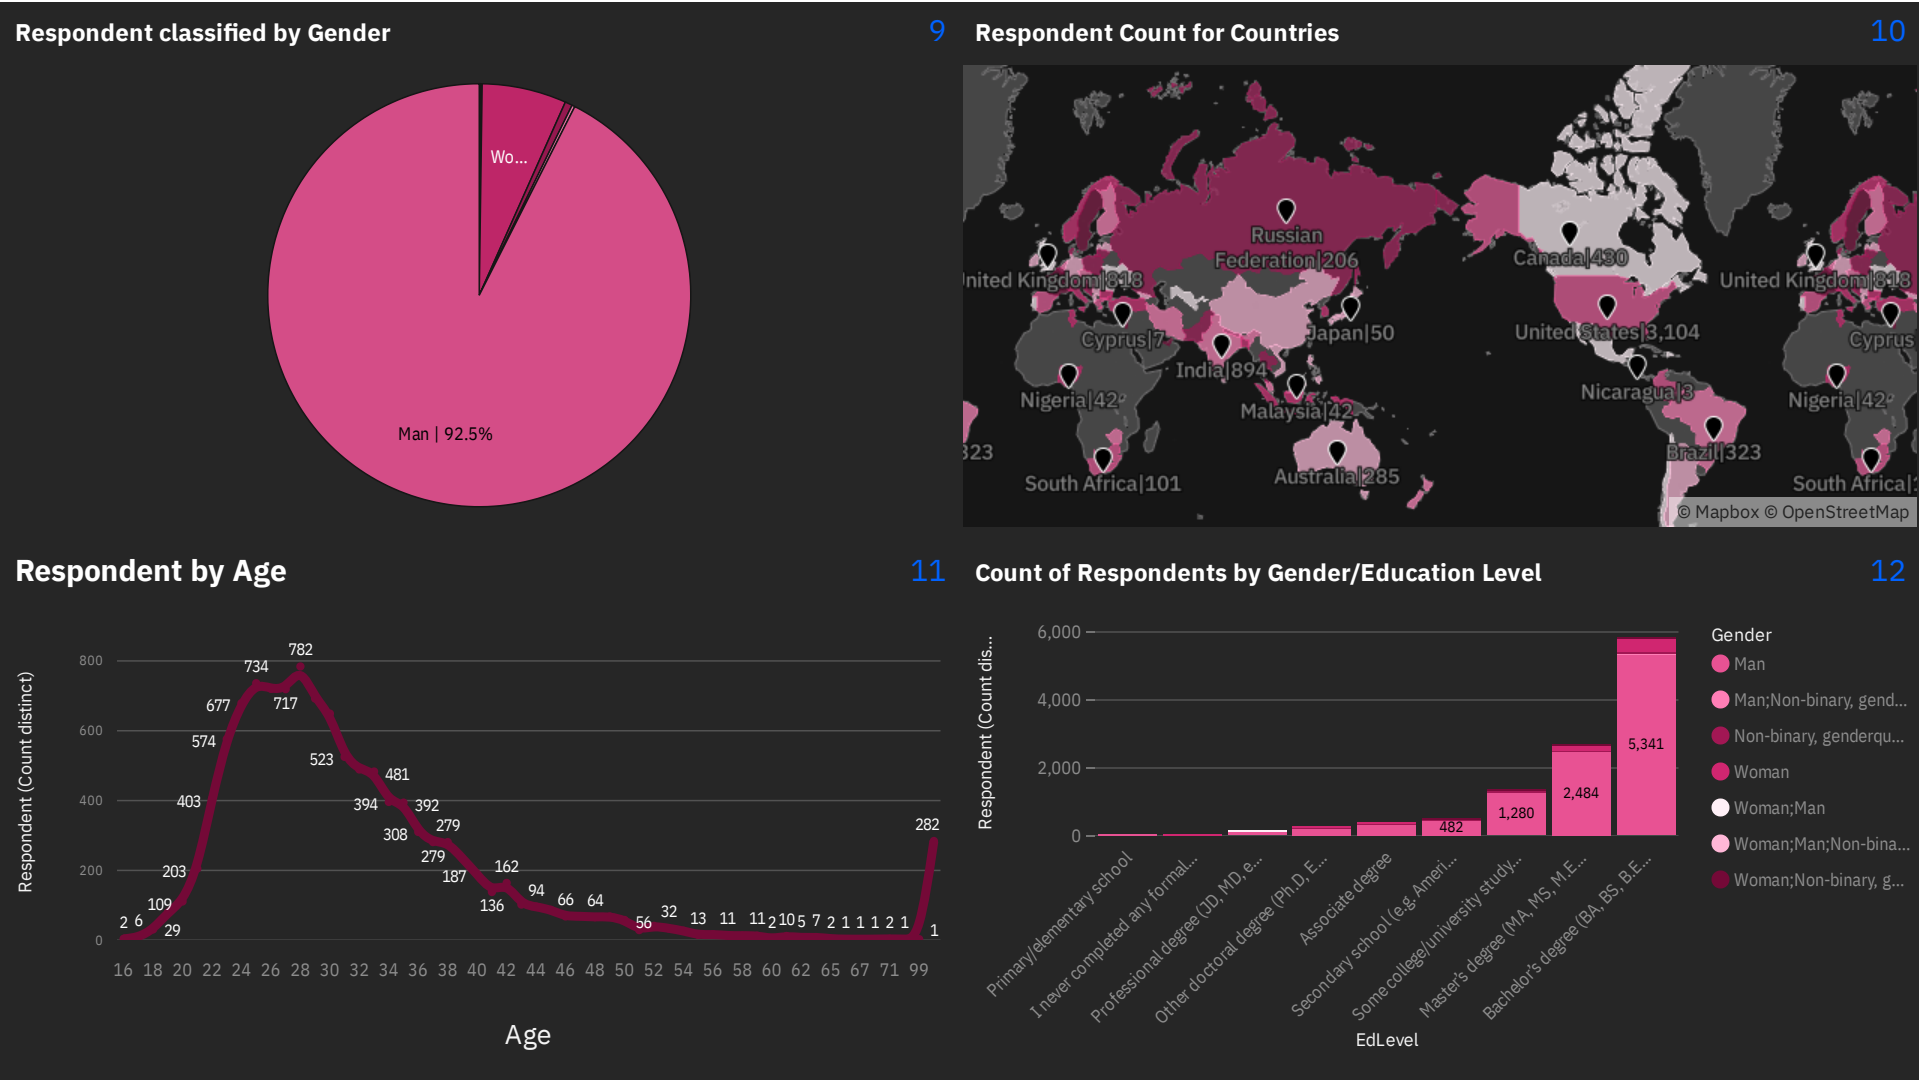 Respondent classified by Gender
9
Wo...
Man | 92.5%
Respondent Count for Countries
10
Russian
Federation|206
Canada|430
nited Kingdom|818
United Kingdom|818
United States|3,104
Cyprus|7
Japan|50
Cyprus
India|894
Nicaragua|3
Nigeria|42
Malaysia|42
Nigeria|42
323
Brazil|323
South Africa|101
Australia|285
South Africa|1
© Mapbox © OpenStreetMap
Respondent by Age
11
Respondent (Count distinct)
800
600
400
200
0
2
6
29
109
203
403
574
677
734
717
782
523
481
394
392
308
279
279
187
162
136
94
66
64
56
32
13
11
11
2
10
5
7
2
1
1
1
2
1
282
1
16 18 20 22 24 26 28 30 32 34 36 38 40 42 44 46 48 50 52 54 56 58 60 62 65 67 71 99
Age
Count of Respondents by Gender/Education Level
12
Respondent (Count dis...
6,000
4,000
2,000
0
482
1,280
2,484
5,341
Primary/elementary school
I never completed any formal...
Professional degree (JD, MD, e...
Other doctoral degree (Ph.D, E...
Associate degree
Secondary school (e.g. Ameri...
Some college/university study...
Master's degree (MA, MS, M.E...
Bachelor's degree (BA, BS, B.E...
EdLevel
Gender
Man
Man;Non-binary, gend...
Non-binary, genderqu...
Woman
Woman;Man
Woman;Man;Non-bina...
Woman;Non-binary, g...